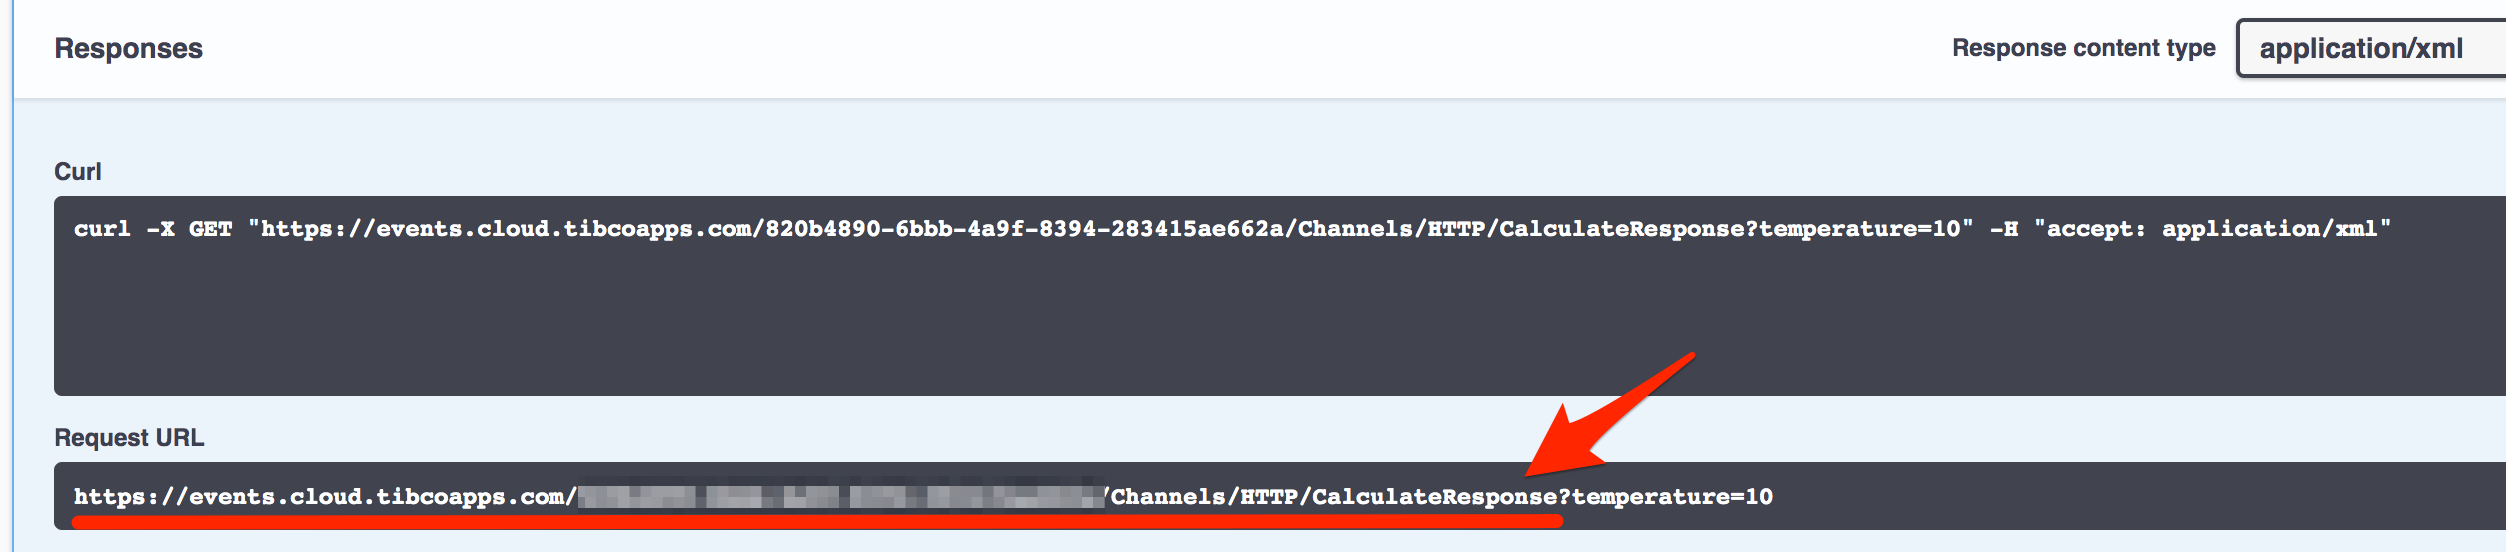 Responses
Response content type
application/xml
Curl
curl -X GET "https://events.cloud.tibcoapps.com/820b4890-6bbb-4a9f-8394-283415ae662a/Channels/HTTP/CalculateResponse?temperature=10" -H "accept: application/xml"
Request URL
https://events.cloud.tibcoapps.com/ /Channels/HTTP/CalculateResponse?temperature=10